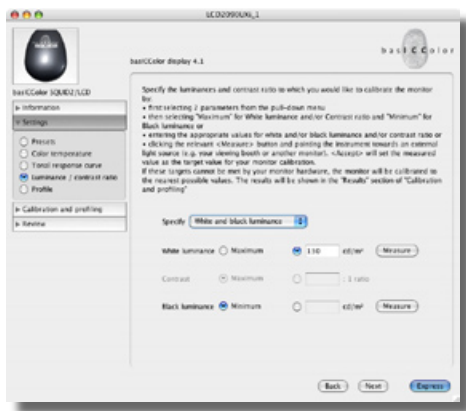 LCD2090UXi_1
basICColor
basICColor display 4.1
basICColor SQUID2/LCD
Information
Settings
Presets
Color temperature
Tonal response curve
Luminance / contrast ratio
Profile
Calibration and profiling
Review
Specify the luminances and contrast ratio to which you would like to calibrate the monitor
by:
• first selecting 2 parameters from the pull-down menu
• then selecting "Maximum" for White luminance and/or Contrast ratio and "Minimum" for
Black luminance or
• entering the appropriate values for white and/or black luminance and/or contrast ratio or
• clicking the relevant <Measure> button and pointing the instrument towards an external
light source (e.g. your viewing booth or another monitor). <Accept> will set the measured
value as the target value for your monitor calibration.
If these targets cannot be met by your monitor hardware, the monitor will be calibrated to
the nearest possible values. The results will be shown in the "Results" section of "Calibration
and profiling"
Specify White and black luminance
White luminance Maximum 130 cd/m² Measure
Contrast Maximum : 1 ratio
Black luminance Minimum cd/m² Measure
Back Next Express